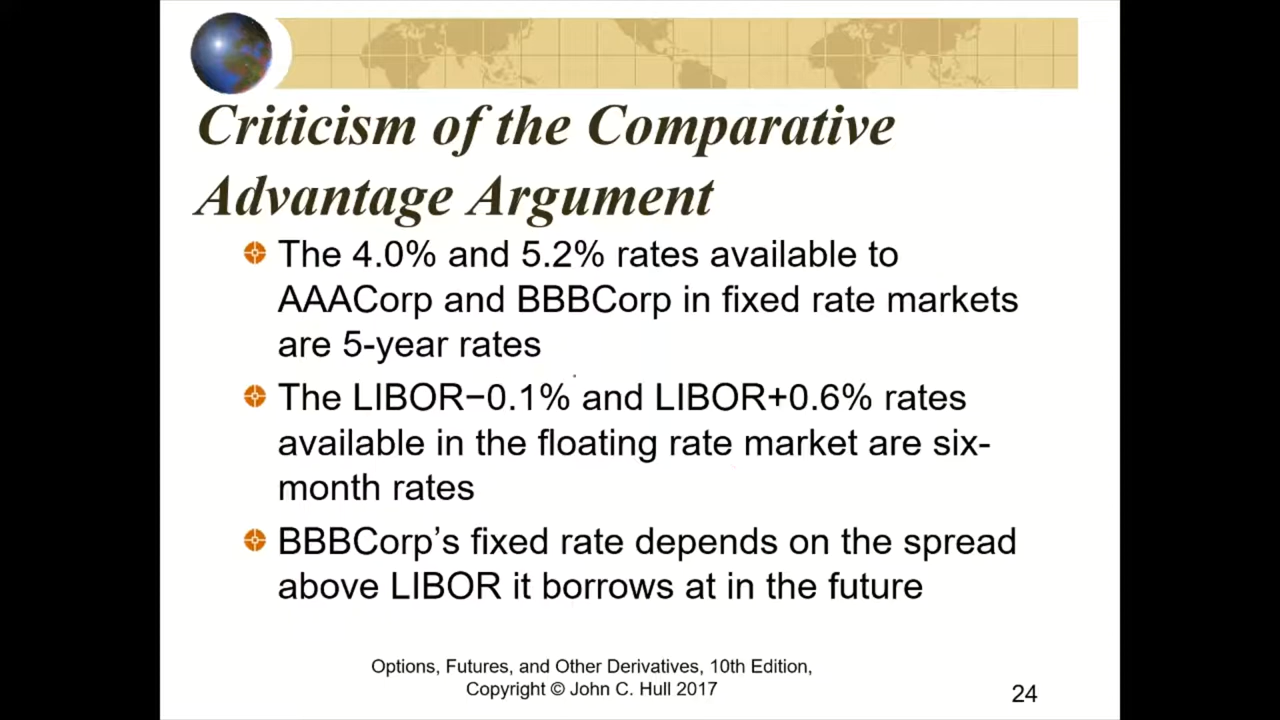 Criticism of the Comparative
Advantage Argument
The 4.0% and 5.2% rates available to
AAACorp and BBBCorp in fixed rate markets
are 5-year rates
The LIBOR−0.1% and LIBOR+0.6% rates
available in the floating rate market are six-
month rates
BBBCorp’s fixed rate depends on the spread
above LIBOR it borrows at in the future
Options, Futures, and Other Derivatives, 10th Edition,
Copyright © John C. Hull 2017
24